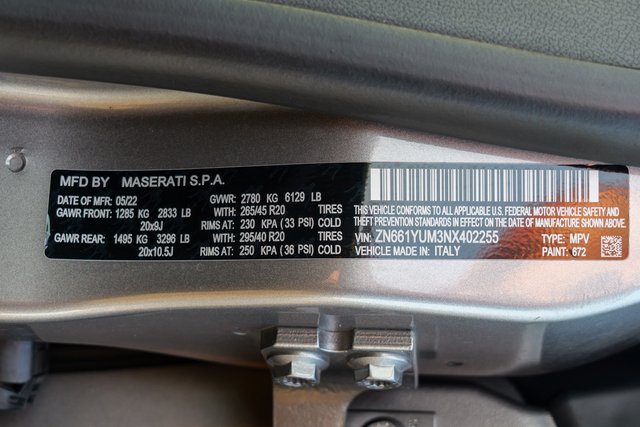 MFD BY MASERATI S.P.A.
DATE OF MFR: 05/22 GVWR: 2780 KG 6129 LB
GAWR FRONT: 1285 KG 2833 LB WITH: 265/45 R20 TIRES
20x9J RIMS AT: 230 KPA (33 PSI) COLD
GAWR REAR: 1495 KG 3296 LB WITH: 295/40 R20 TIRES
20x10.5J RIMS AT: 250 KPA (36 PSI) COLD
THIS VEHICLE CONFORMS TO ALL APPLICABLE U.S. FEDERAL MOTOR VEHICLE SAFETY AND
THEFT PREVENTION STANDARDS IN EFFECT ON THE DATE OF MANUFACTURE SHOWN ABOVE.
VIN: ZN661YUM3NX402255 TYPE: MPV
VEHICLE MADE IN: ITALY PAINT: 672